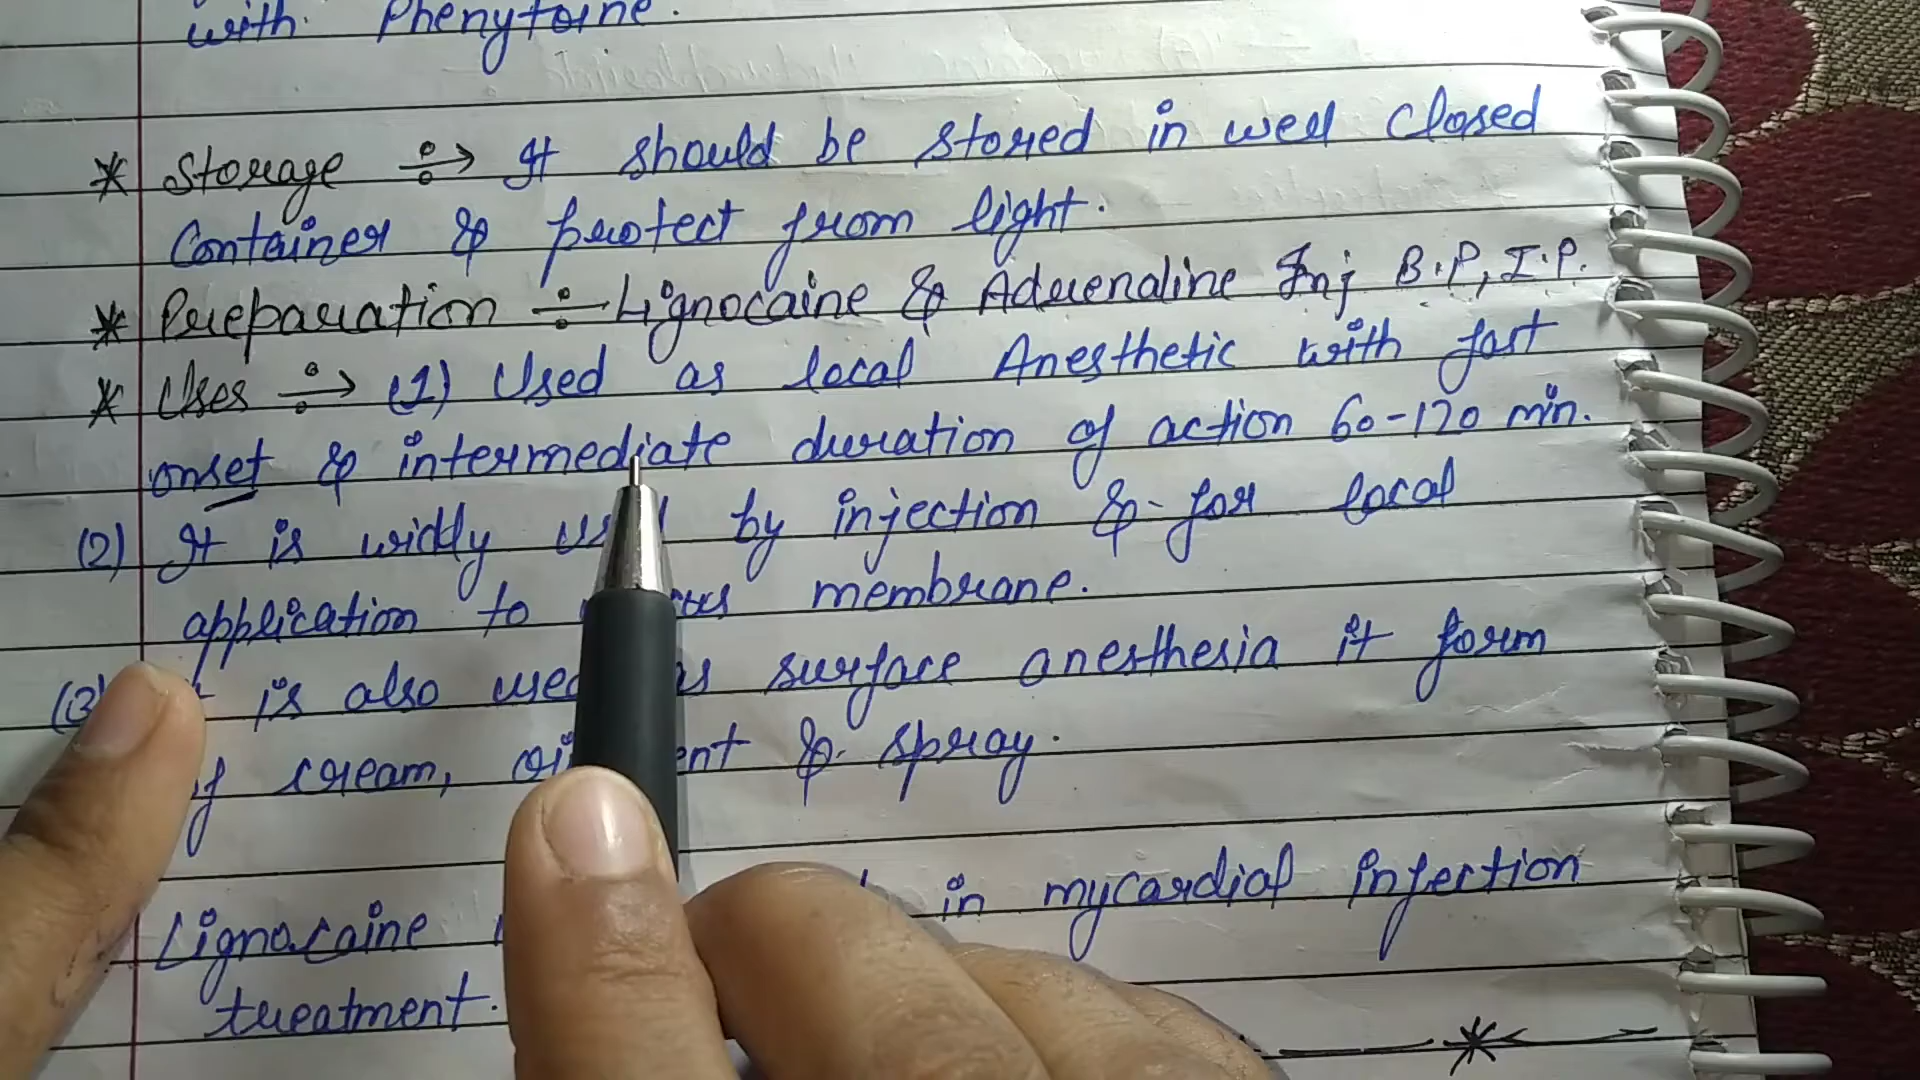 with Phenytoine.
* Storage ÷→ It should be stored in well closed
Container & protect from light.
* Preparation ÷ Lignocaine & Adrenaline Inj B.P, I.P.
* Uses ÷→ (1) Used as local Anesthetic with fast
onset & intermediate duration of action 60-120 min.
(2) It is widly by injection & for local
application to membrane.
(3) is also surface anesthesia it form
of cream, & spray.
Lignocaine in mycardial infection
treatment.